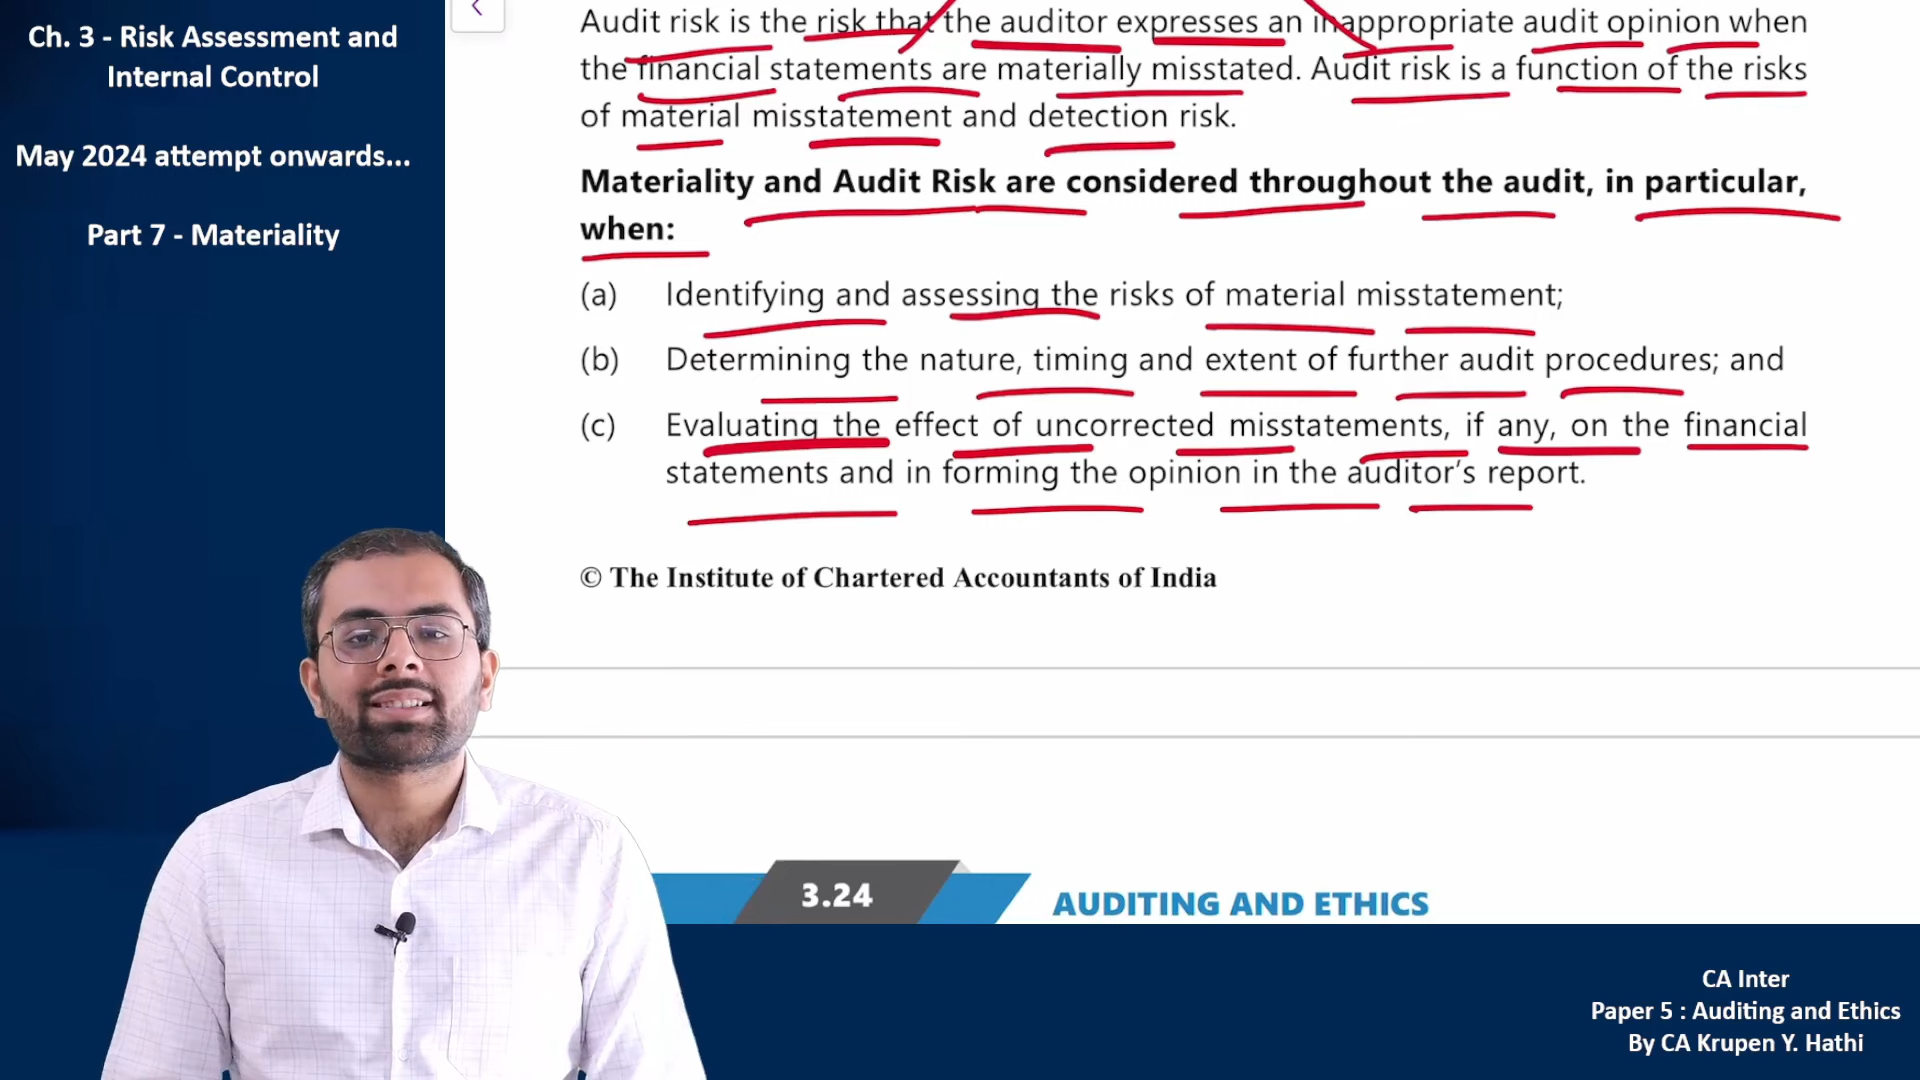 Ch. 3 - Risk Assessment and
Internal Control
May 2024 attempt onwards...
Part 7 - Materiality
Audit risk is the risk that the auditor expresses an inappropriate audit opinion when
the financial statements are materially misstated. Audit risk is a function of the risks
of material misstatement and detection risk.
Materiality and Audit Risk are considered throughout the audit, in particular,
when:
(a) Identifying and assessing the risks of material misstatement;
(b) Determining the nature, timing and extent of further audit procedures; and
(c) Evaluating the effect of uncorrected misstatements, if any, on the financial
statements and in forming the opinion in the auditor’s report.
© The Institute of Chartered Accountants of India
3.24 AUDITING AND ETHICS
CA Inter
Paper 5 : Auditing and Ethics
By CA Krupen Y. Hathi